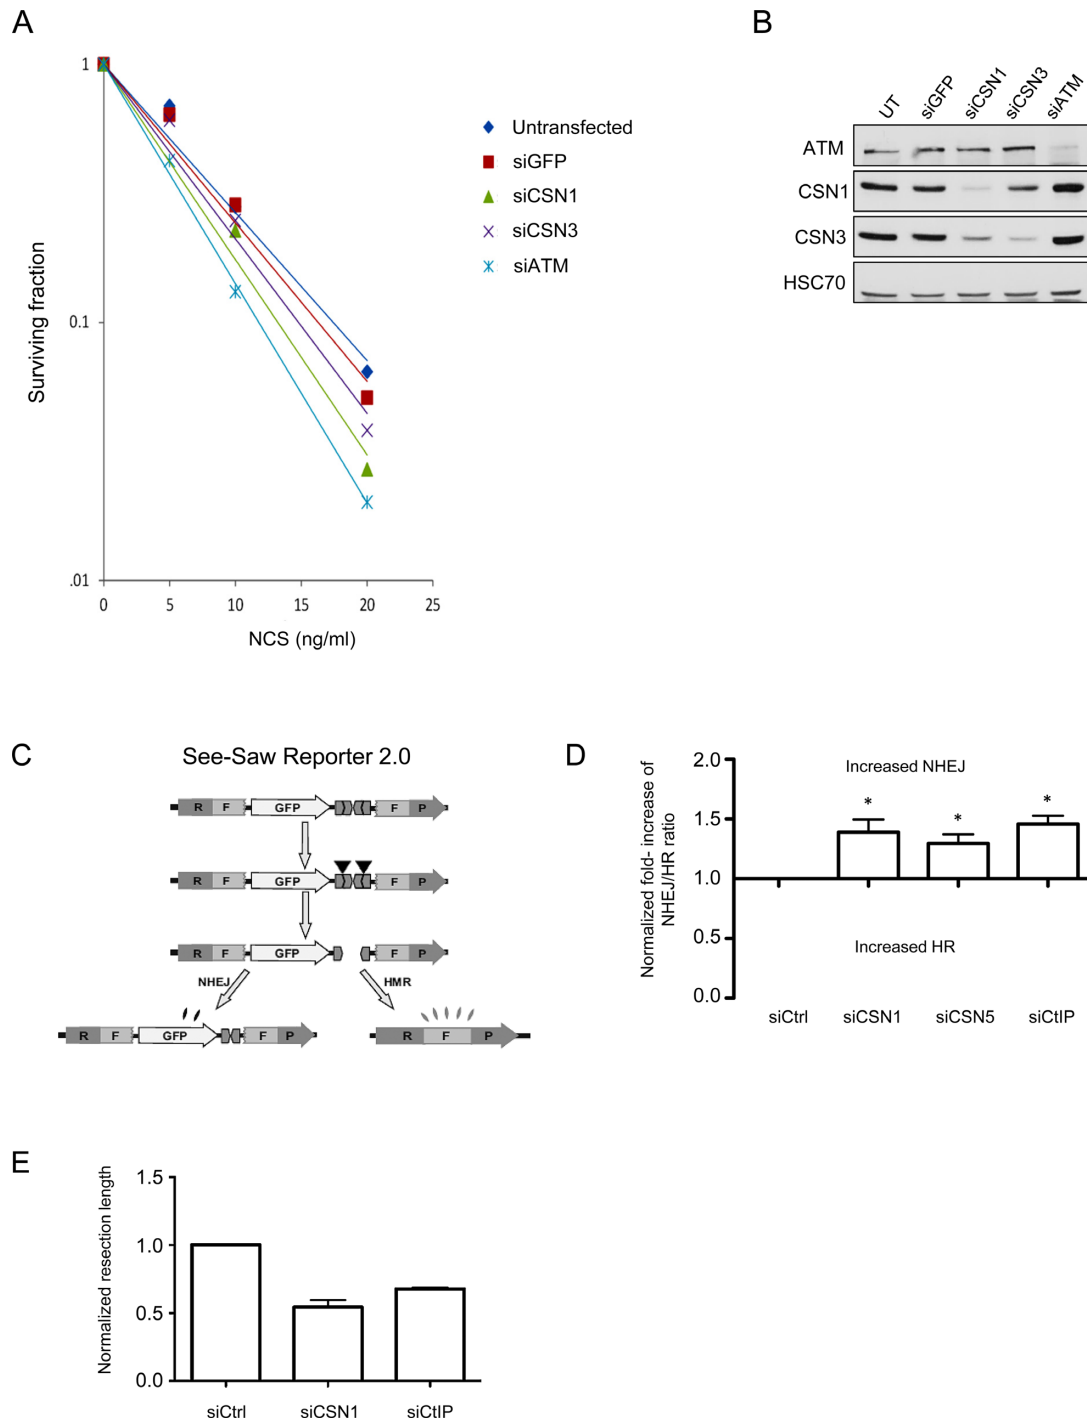 A
1
0.1
.01
0 5 10 15 20 25
NCS (ng/ml)
Surviving fraction
Untransfected
siGFP
siCSN1
siCSN3
siATM
B
UT siGFP siCSN1 siCSN3 siATM
ATM
CSN1
CSN3
HSC70
C
See-Saw Reporter 2.0
R F GFP F P
R F GFP F P
R F GFP F P
NHEJ HMR
R F GFP F P R F P
D
Normalized fold- increase of
NHEJ/HR ratio
2.0
1.5
1.0
0.5
0.0
Increased NHEJ
* * *
Increased HR
siCtrl siCSN1 siCSN5 siCtIP
E
Normalized resection length
1.5
1.0
0.5
0.0
siCtrl siCSN1 siCtIP